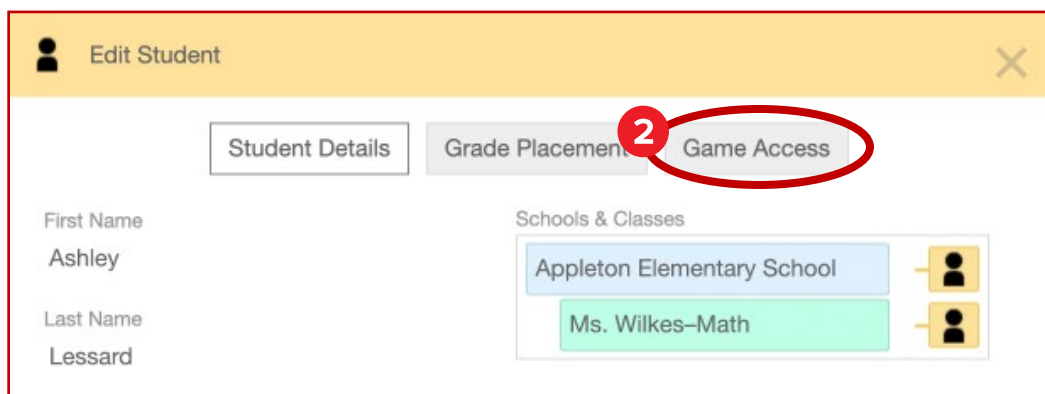 Edit Student
Student Details
Grade Placement
2
Game Access
First Name
Ashley
Last Name
Lessard
Schools & Classes
Appleton Elementary School
Ms. Wilkes–Math